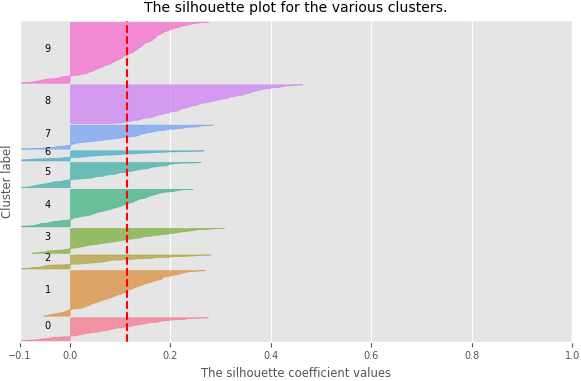 The silhouette plot for the various clusters.
9
8
7
6
5
4
3
2
1
0
Cluster label
−0.1 0.0 0.2 0.4 0.6 0.8 1.0
The silhouette coefficient values